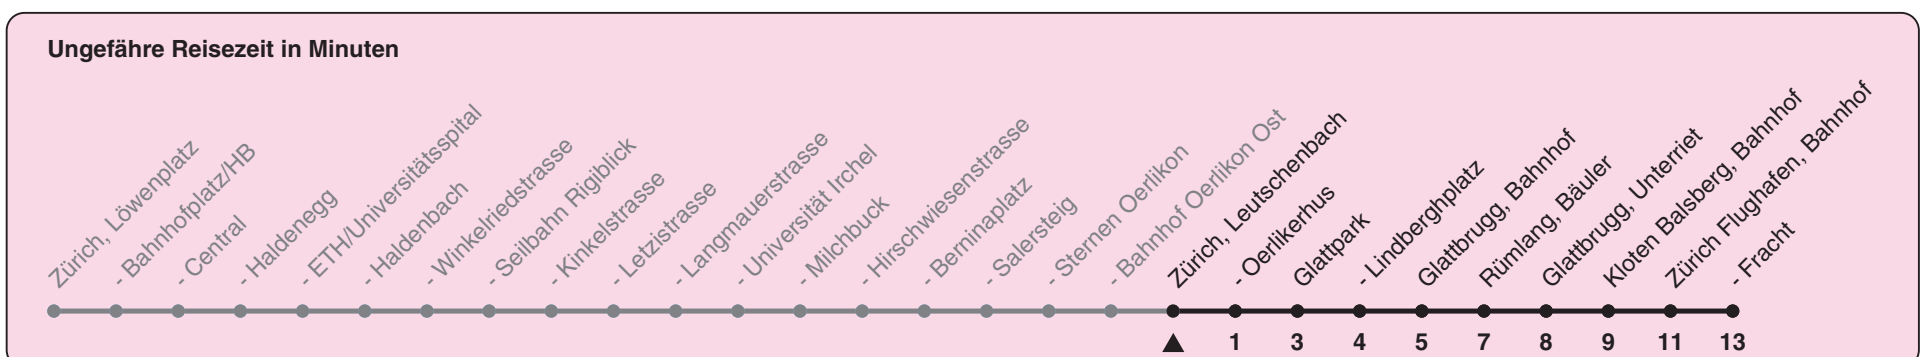 Ungefähre Reisezeit in Minuten
Zürich, Löwenplatz
- Bahnhofplatz/HB
- Central
- Haldenegg
- ETH/Universitätsspital
- Haldenbach
- Winkelriedstrasse
- Seilbahn Rigiblick
- Kinkelstrasse
- Letzistrasse
- Langmauerstrasse
- Universität Irchel
- Milchbuck
- Hirschwiesenstrasse
- Berninaplatz
- Salersteig
- Sternen Oerlikon
- Bahnhof Oerlikon Ost
Zürich, Leutschenbach
- Oerlikerhus
Glattpark
- Lindberghplatz
Glattbrugg, Bahnhof
Rümlang, Bäuler
Glattbrugg, Unterriet
Kloten Balsberg, Bahnhof
Zürich Flughafen, Bahnhof
- Fracht
1 3 4 5 7 8 9 11 13